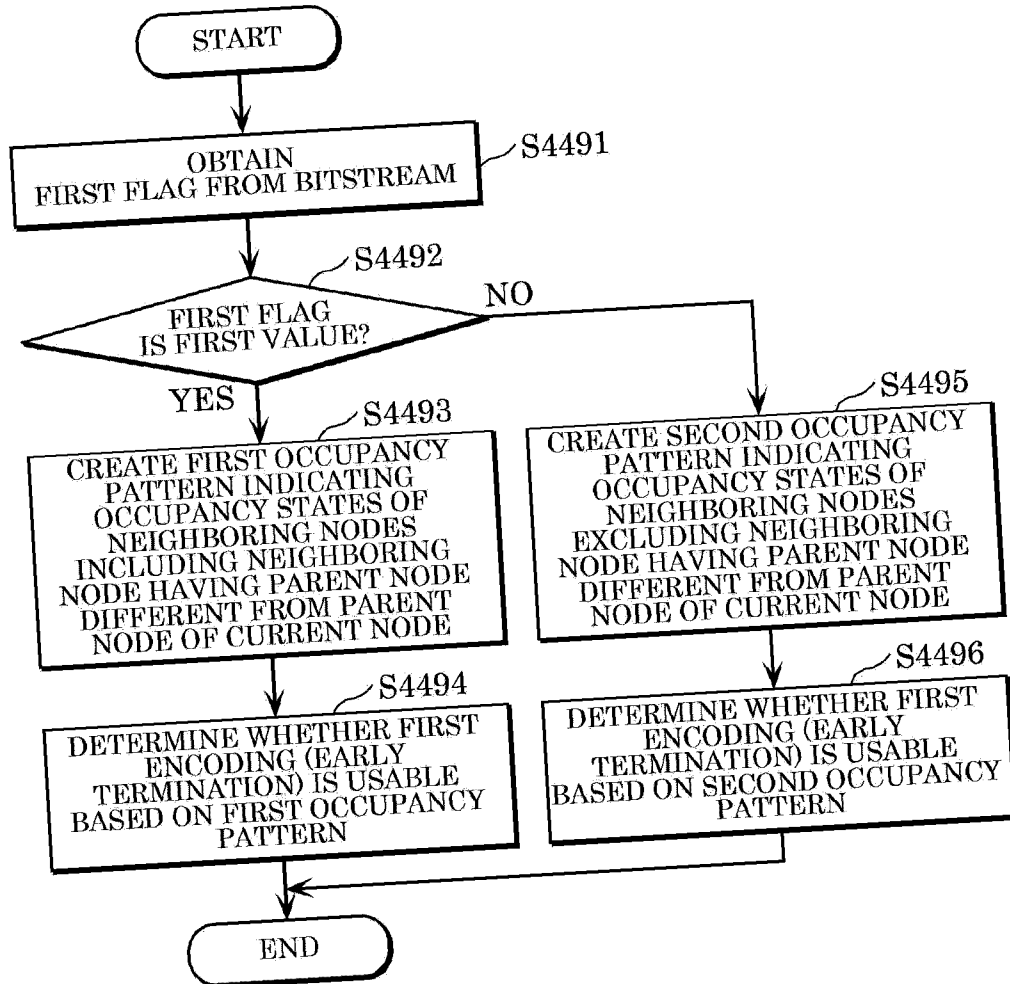 START
OBTAIN
FIRST FLAG FROM BITSTREAM
S4491
S4492
FIRST FLAG
IS FIRST VALUE?
NO
YES
S4493
CREATE FIRST OCCUPANCY
PATTERN INDICATING
OCCUPANCY STATES OF
NEIGHBORING NODES
INCLUDING NEIGHBORING
NODE HAVING PARENT NODE
DIFFERENT FROM PARENT
NODE OF CURRENT NODE
S4494
DETERMINE WHETHER FIRST
ENCODING (EARLY
TERMINATION) IS USABLE
BASED ON FIRST OCCUPANCY
PATTERN
S4495
CREATE SECOND OCCUPANCY
PATTERN INDICATING
OCCUPANCY STATES OF
NEIGHBORING NODES
EXCLUDING NEIGHBORING
NODE HAVING PARENT NODE
DIFFERENT FROM PARENT
NODE OF CURRENT NODE
S4496
DETERMINE WHETHER FIRST
ENCODING (EARLY
TERMINATION) IS USABLE
BASED ON SECOND OCCUPANCY
PATTERN
END